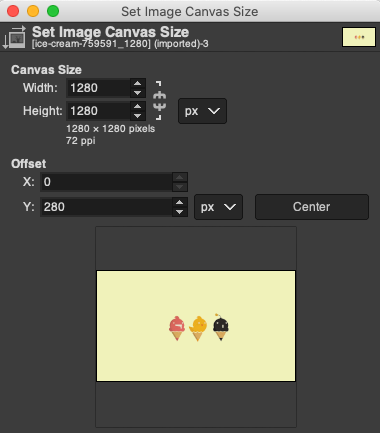 Set Image Canvas Size
Set Image Canvas Size
[ice-cream-759591_1280] (imported)-3
Canvas Size
Width: 1280
Height: 1280 px
1280 × 1280 pixels
72 ppi
Offset
X: 0
Y: 280 px Center